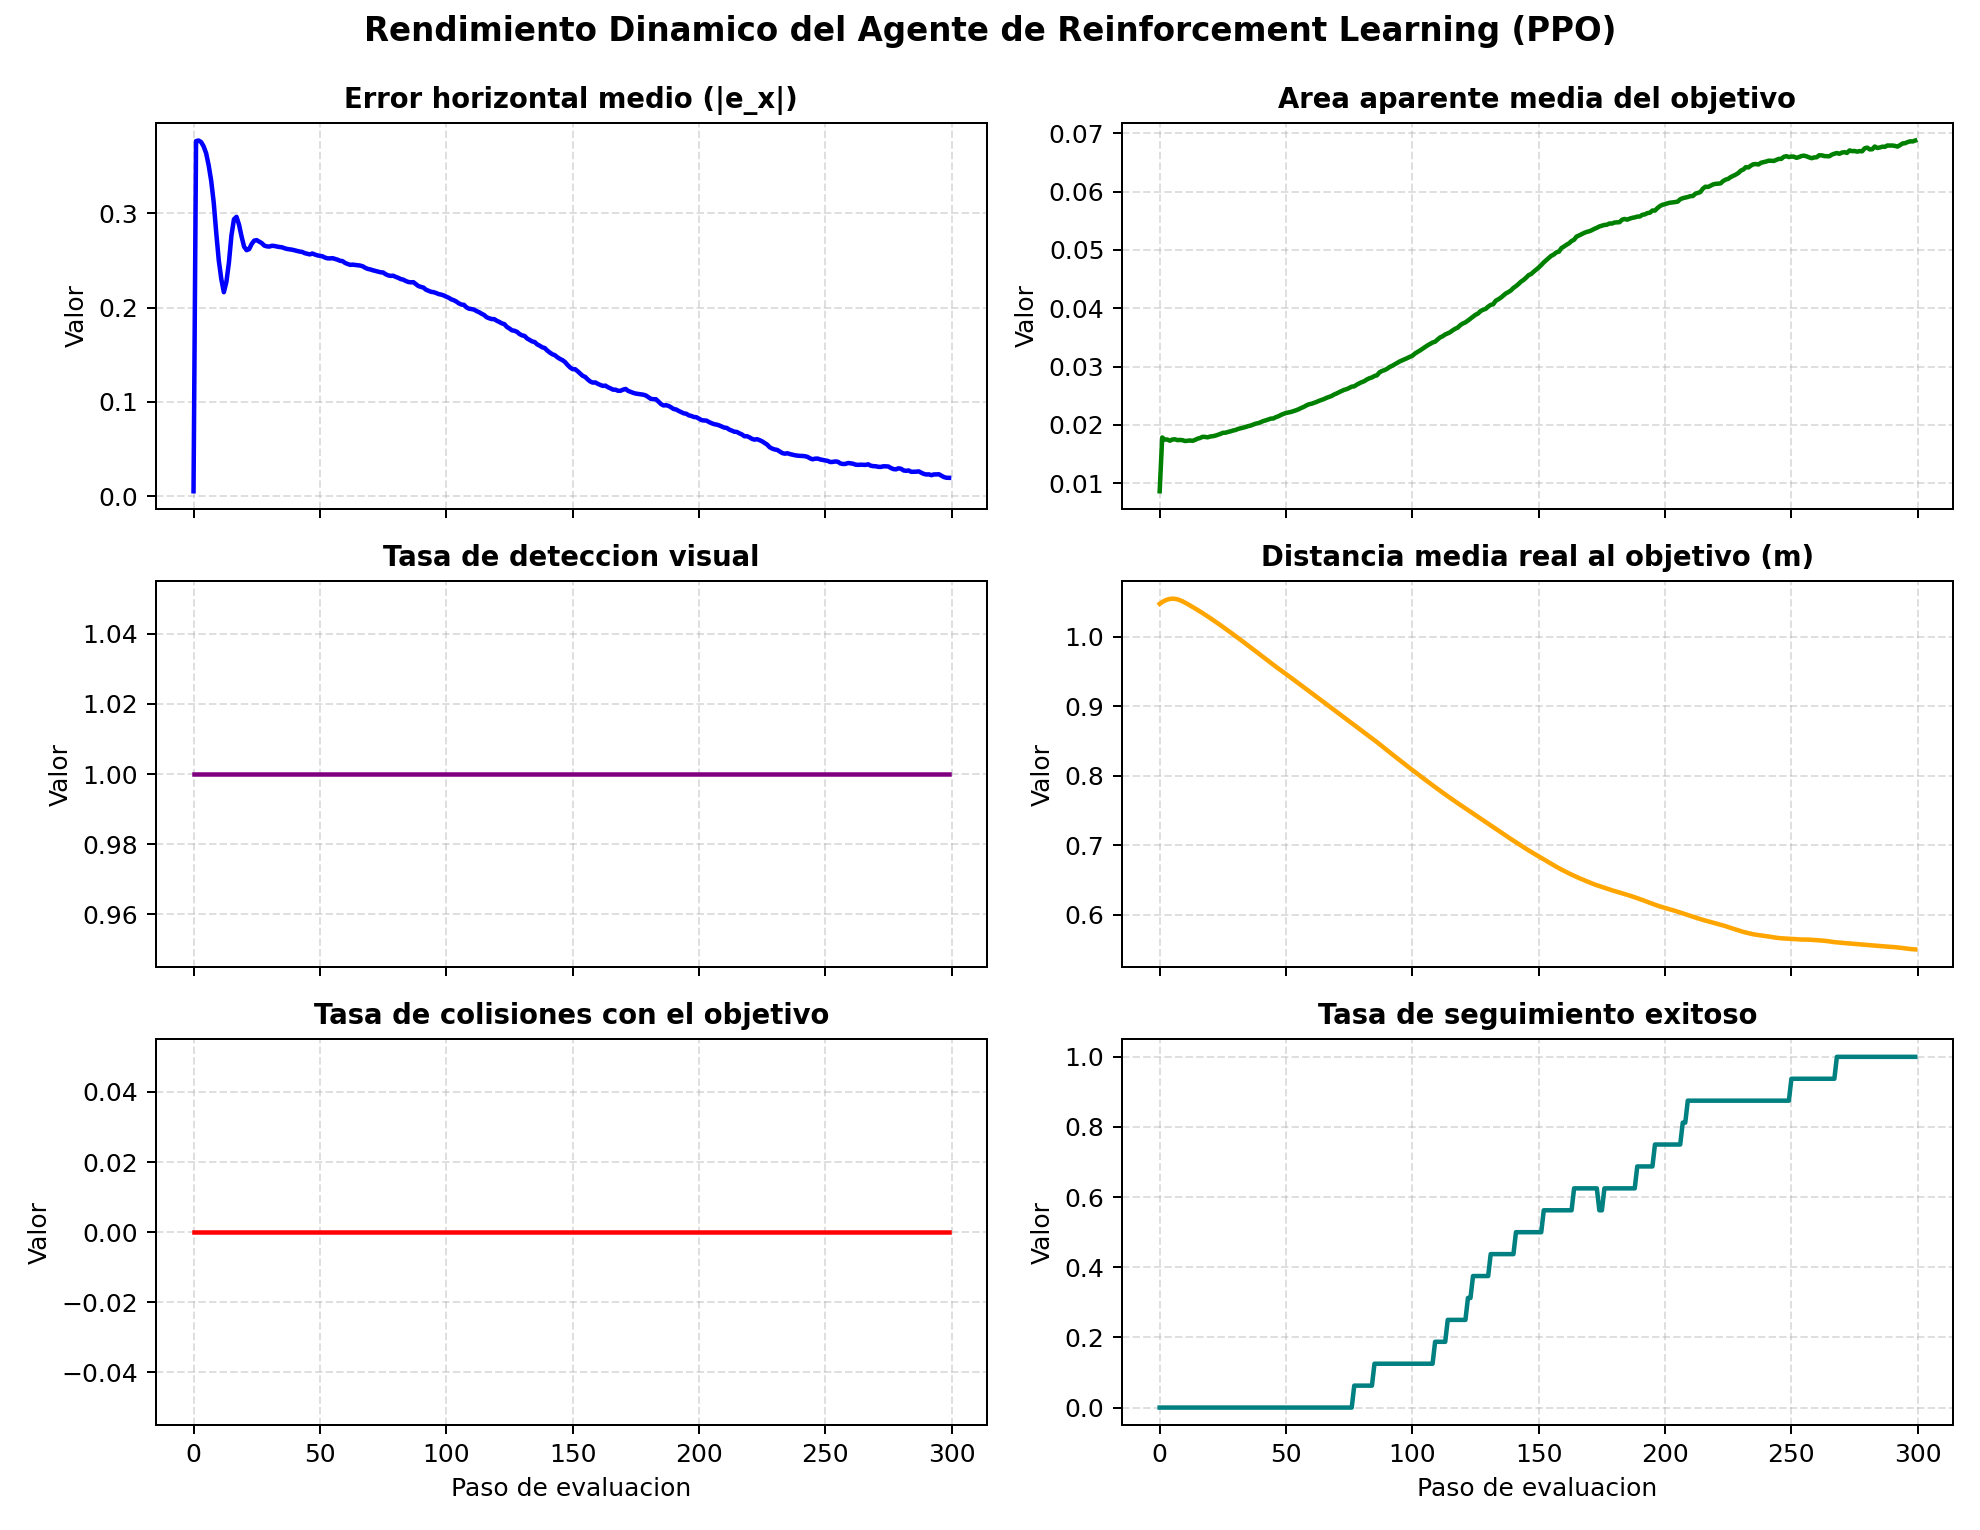 Rendimiento Dinamico del Agente de Reinforcement Learning (PPO)
Error horizontal medio (|e_x|)
Valor
0.3
0.2
0.1
0.0
Area aparente media del objetivo
Valor
0.07
0.06
0.05
0.04
0.03
0.02
0.01
Tasa de deteccion visual
Valor
1.04
1.02
1.00
0.98
0.96
Distancia media real al objetivo (m)
Valor
1.0
0.9
0.8
0.7
0.6
Tasa de colisiones con el objetivo
Valor
0.04
0.02
0.00
−0.02
−0.04
0 50 100 150 200 250 300
Paso de evaluacion
Tasa de seguimiento exitoso
Valor
1.0
0.8
0.6
0.4
0.2
0.0
0 50 100 150 200 250 300
Paso de evaluacion